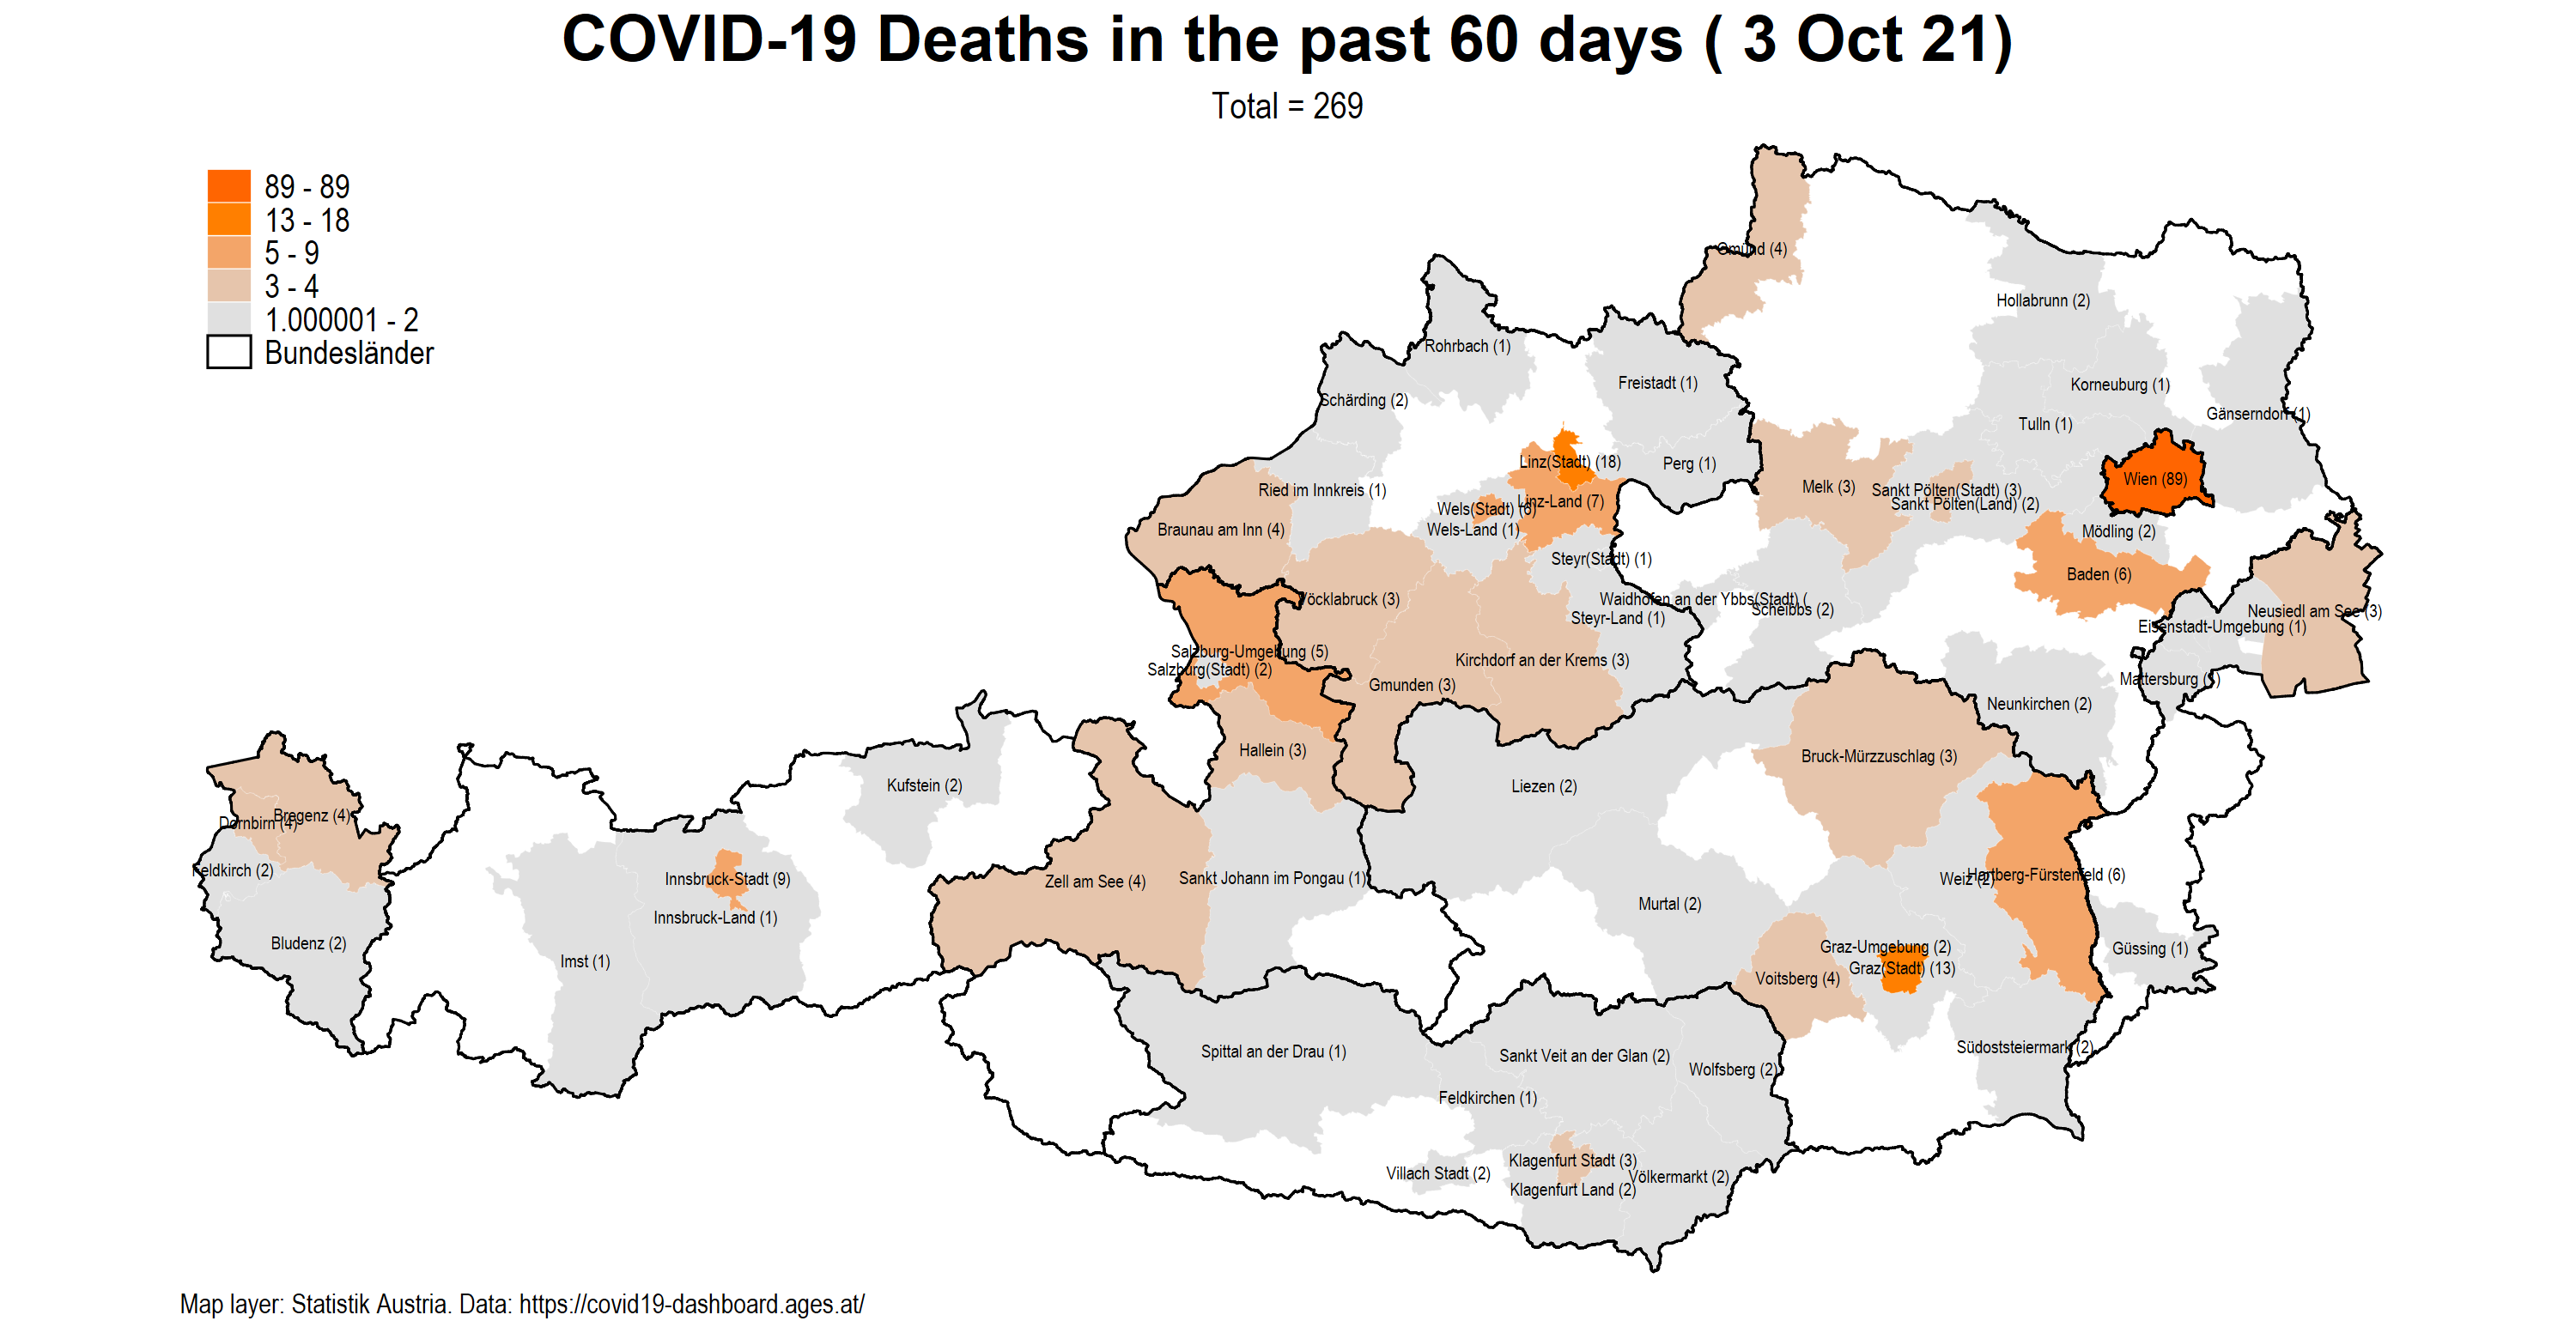 COVID-19 Deaths in the past 60 days ( 3 Oct 21)
Total = 269
89 - 89
13 - 18
5 - 9
3 - 4
1.000001 - 2
Bundesländer
Gmünd (4)
Hollabrunn (2)
Rohrbach (1)
Freistadt (1)
Korneuburg (1)
Schärding (2)
Gänserndorf (1)
Tulln (1)
Linz(Stadt) (18)
Perg (1)
Wien (89)
Melk (3)
Sankt Pölten(Stadt) (3)
Ried im Innkreis (1)
Sankt Pölten(Land) (2)
Linz-Land (7)
Wels(Stadt) (6)
Braunau am Inn (4)
Wels-Land (1)
Mödling (2)
Steyr(Stadt) (1)
Baden (6)
Vöcklabruck (3)
Waidhofen an der Ybbs(Stadt) (
Scheibbs (2)
Neusiedl am See (3)
Steyr-Land (1)
Eisenstadt-Umgebung (1)
Salzburg-Umgebung (5)
Kirchdorf an der Krems (3)
Salzburg(Stadt) (2)
Mattersburg
Gmunden (3)
Neunkirchen (2)
Hallein (3)
Bruck-Mürzzuschlag (3)
Kufstein (2)
Liezen (2)
Bregenz (4)
Dornbirn (4)
Feldkirch (2)
Innsbruck-Stadt (9)
Zell am See (4)
Sankt Johann im Pongau (1)
Weiz (2)
Hartberg-Fürstenfeld (6)
Murtal (2)
Innsbruck-Land (1)
Bludenz (2)
Graz-Umgebung (2)
Güssing (1)
Imst (1)
Graz(Stadt) (13)
Voitsberg (4)
Südoststeiermark (2)
Spittal an der Drau (1)
Sankt Veit an der Glan (2)
Wolfsberg (2)
Feldkirchen (1)
Klagenfurt Stadt (3)
Villach Stadt (2)
Völkermarkt (2)
Klagenfurt Land (2)
Map layer: Statistik Austria. Data: https://covid19-dashboard.ages.at/